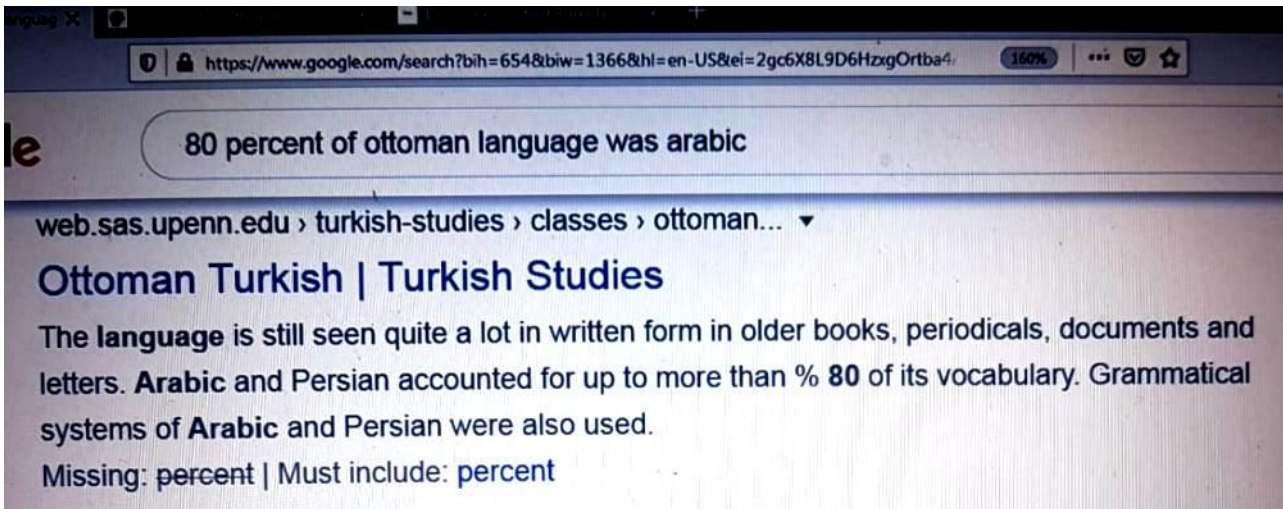 https://www.google.com/search?bih=654&biw=1366&hl=en-US&ei=2gc6X8L9D6HzxgOrtba4
160%
le
80 percent of ottoman language was arabic
web.sas.upenn.edu › turkish-studies › classes › ottoman...
Ottoman Turkish | Turkish Studies
The language is still seen quite a lot in written form in older books, periodicals, documents and
letters. Arabic and Persian accounted for up to more than % 80 of its vocabulary. Grammatical
systems of Arabic and Persian were also used.
Missing: percent | Must include: percent